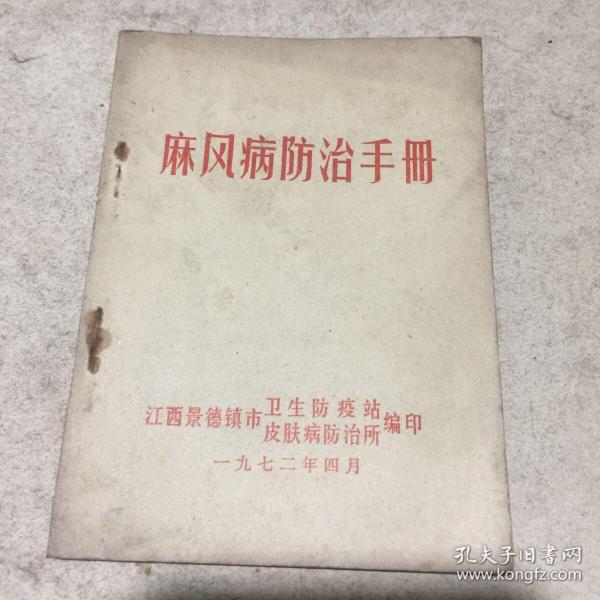 麻风病防治手册
江西景德镇市卫生防疫站皮肤病防治所编印
一九七二年四月
孔夫子旧书网
www.kongfz.com